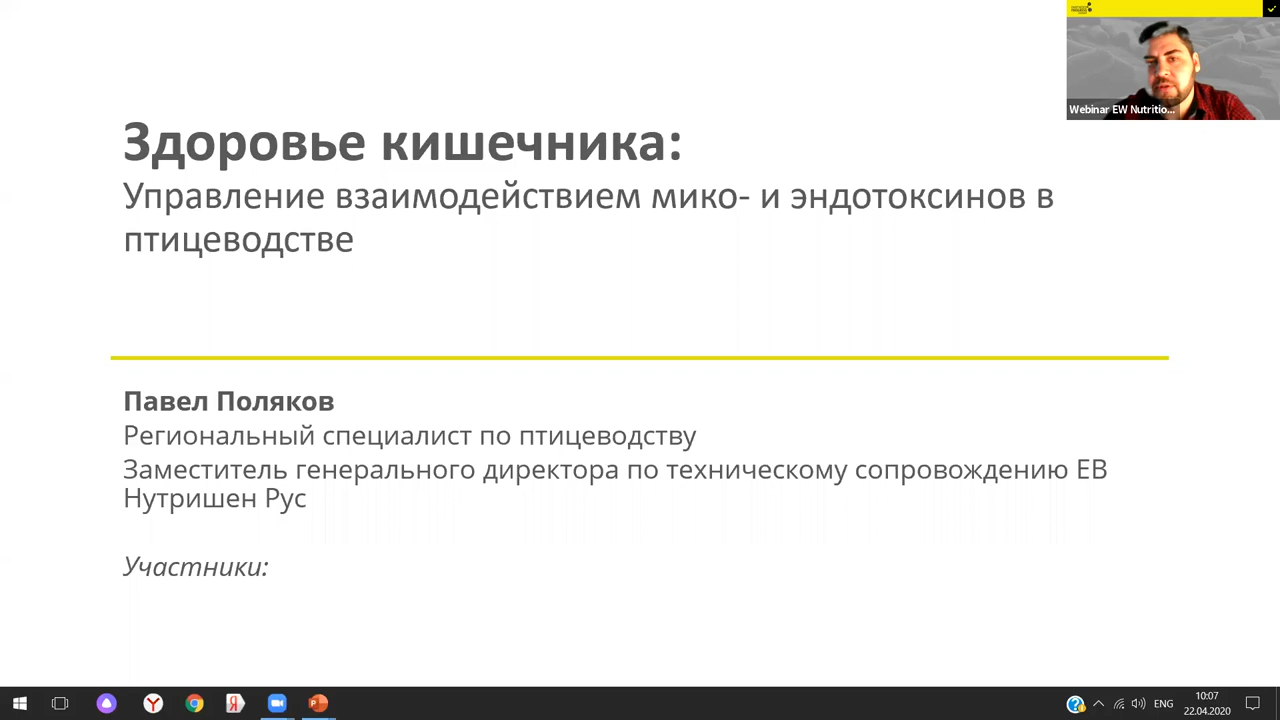 Webinar EW Nutritio...
Здоровье кишечника:
Управление взаимодействием мико- и эндотоксинов в
птицеводстве
Павел Поляков
Региональный специалист по птицеводству
Заместитель генерального директора по техническому сопровождению ЕВ
Нутришен Рус
Участники:
ENG
10:07
22.04.2020